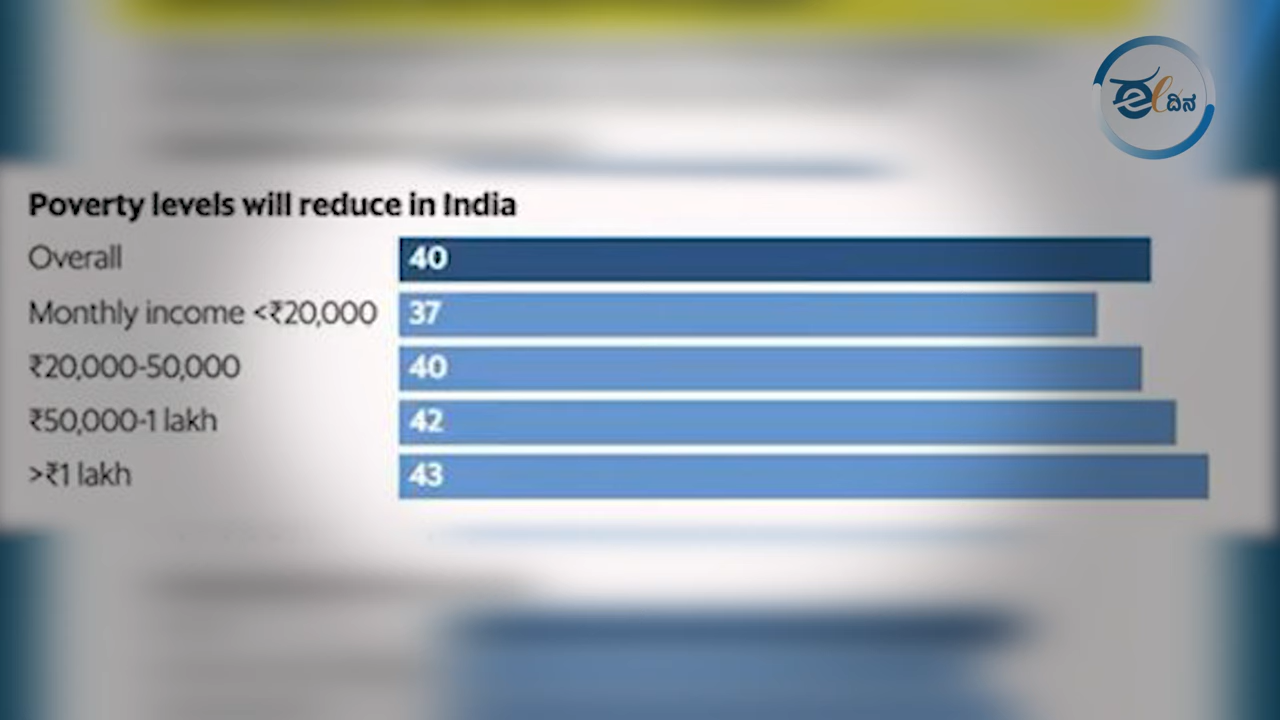 ಈ ದಿನ
Poverty levels will reduce in India
Overall 40
Monthly income <₹20,000 37
₹20,000-50,000 40
₹50,000-1 lakh 42
>₹1 lakh 43